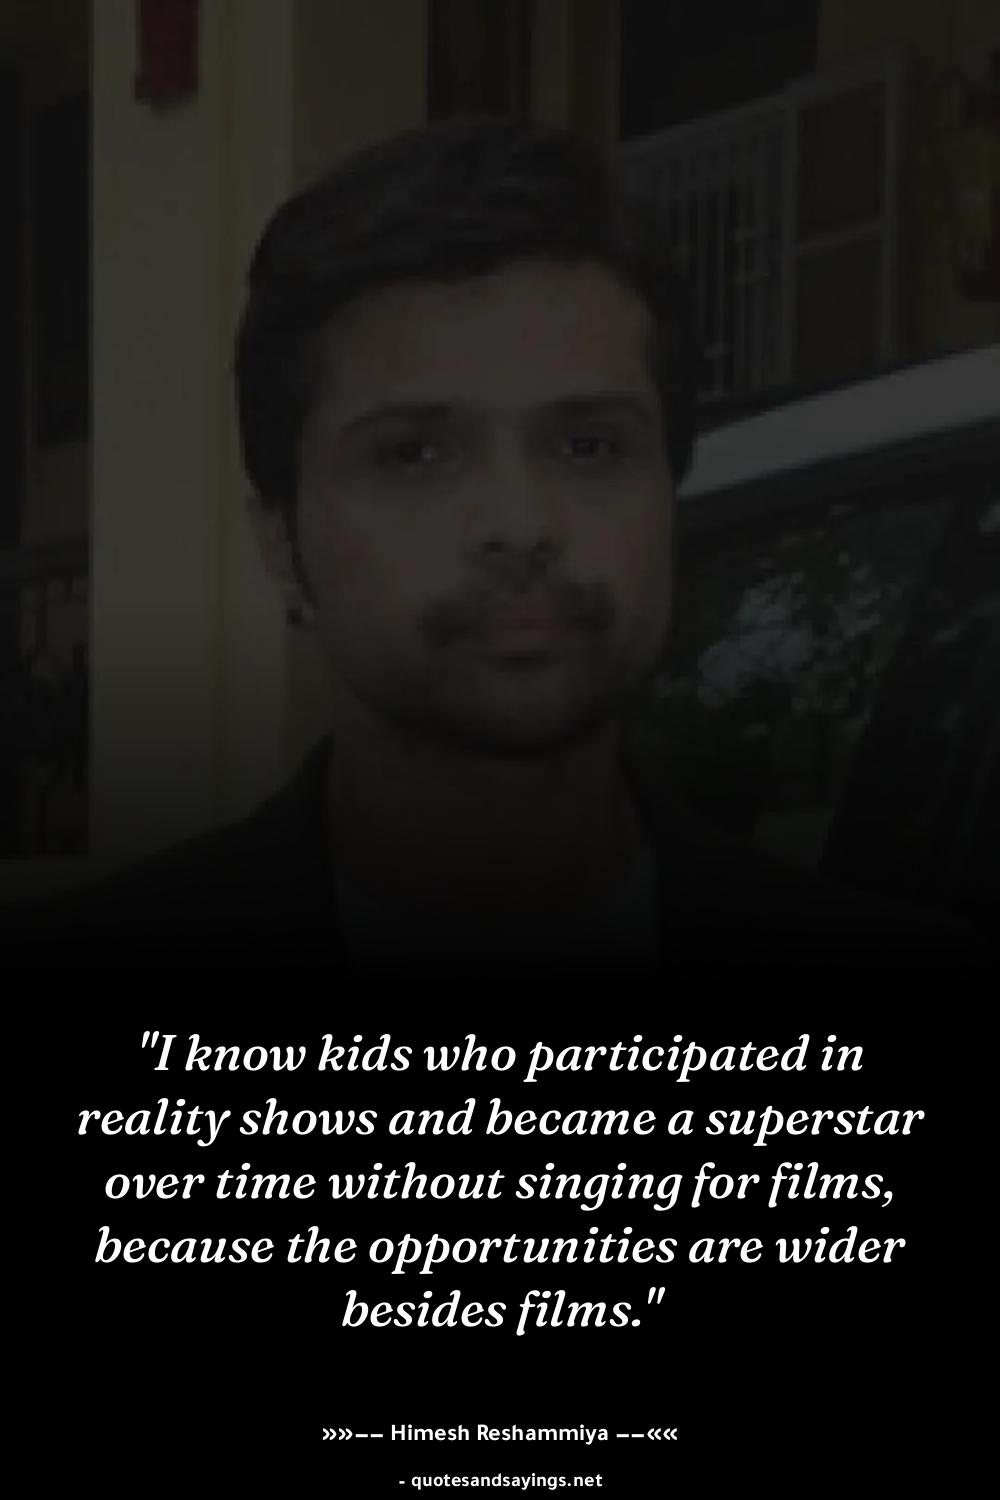 "I know kids who participated in
reality shows and became a superstar
over time without singing for films,
because the opportunities are wider
besides films."
»»-- Himesh Reshammiya --««
- quotesandsayings.net